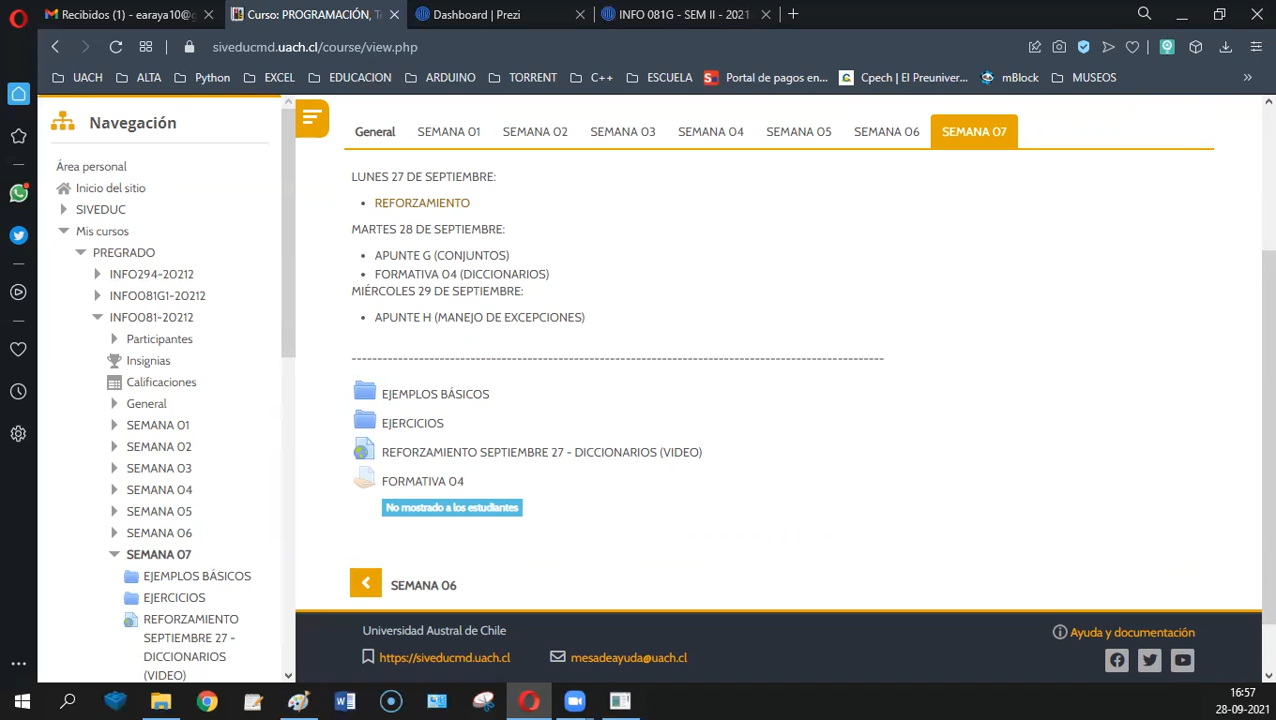 Recibidos (1) - earaya10@g
Curso: PROGRAMACIÓN, Te
Dashboard | Prezi
INFO 081G - SEM II - 2021
siveducmd.uach.cl/course/view.php
UACH
ALTA
Python
EXCEL
EDUCACION
ARDUINO
TORRENT
C++
ESCUELA
Portal de pagos en...
Cpech | El Preuniver...
mBlock
MUSEOS
Navegación
Área personal
Inicio del sitio
SIVEDUC
Mis cursos
PREGRADO
INFO294-20212
INFO081G1-20212
INFO081-20212
Participantes
Insignias
Calificaciones
General
SEMANA 01
SEMANA 02
SEMANA 03
SEMANA 04
SEMANA 05
SEMANA 06
SEMANA 07
EJEMPLOS BÁSICOS
EJERCICIOS
REFORZAMIENTO
SEPTIEMBRE 27 -
DICCIONARIOS
(VIDEO)
General SEMANA 01 SEMANA 02 SEMANA 03 SEMANA 04 SEMANA 05 SEMANA 06 SEMANA 07
LUNES 27 DE SEPTIEMBRE:
• REFORZAMIENTO
MARTES 28 DE SEPTIEMBRE:
• APUNTE G (CONJUNTOS)
• FORMATIVA 04 (DICCIONARIOS)
MIÉRCOLES 29 DE SEPTIEMBRE:
• APUNTE H (MANEJO DE EXCEPCIONES)
EJEMPLOS BÁSICOS
EJERCICIOS
REFORZAMIENTO SEPTIEMBRE 27 - DICCIONARIOS (VIDEO)
FORMATIVA 04
No mostrado a los estudiantes
SEMANA 06
Universidad Austral de Chile
https://siveducmd.uach.cl
mesadeayuda@uach.cl
Ayuda y documentación
16:57
28-09-2021